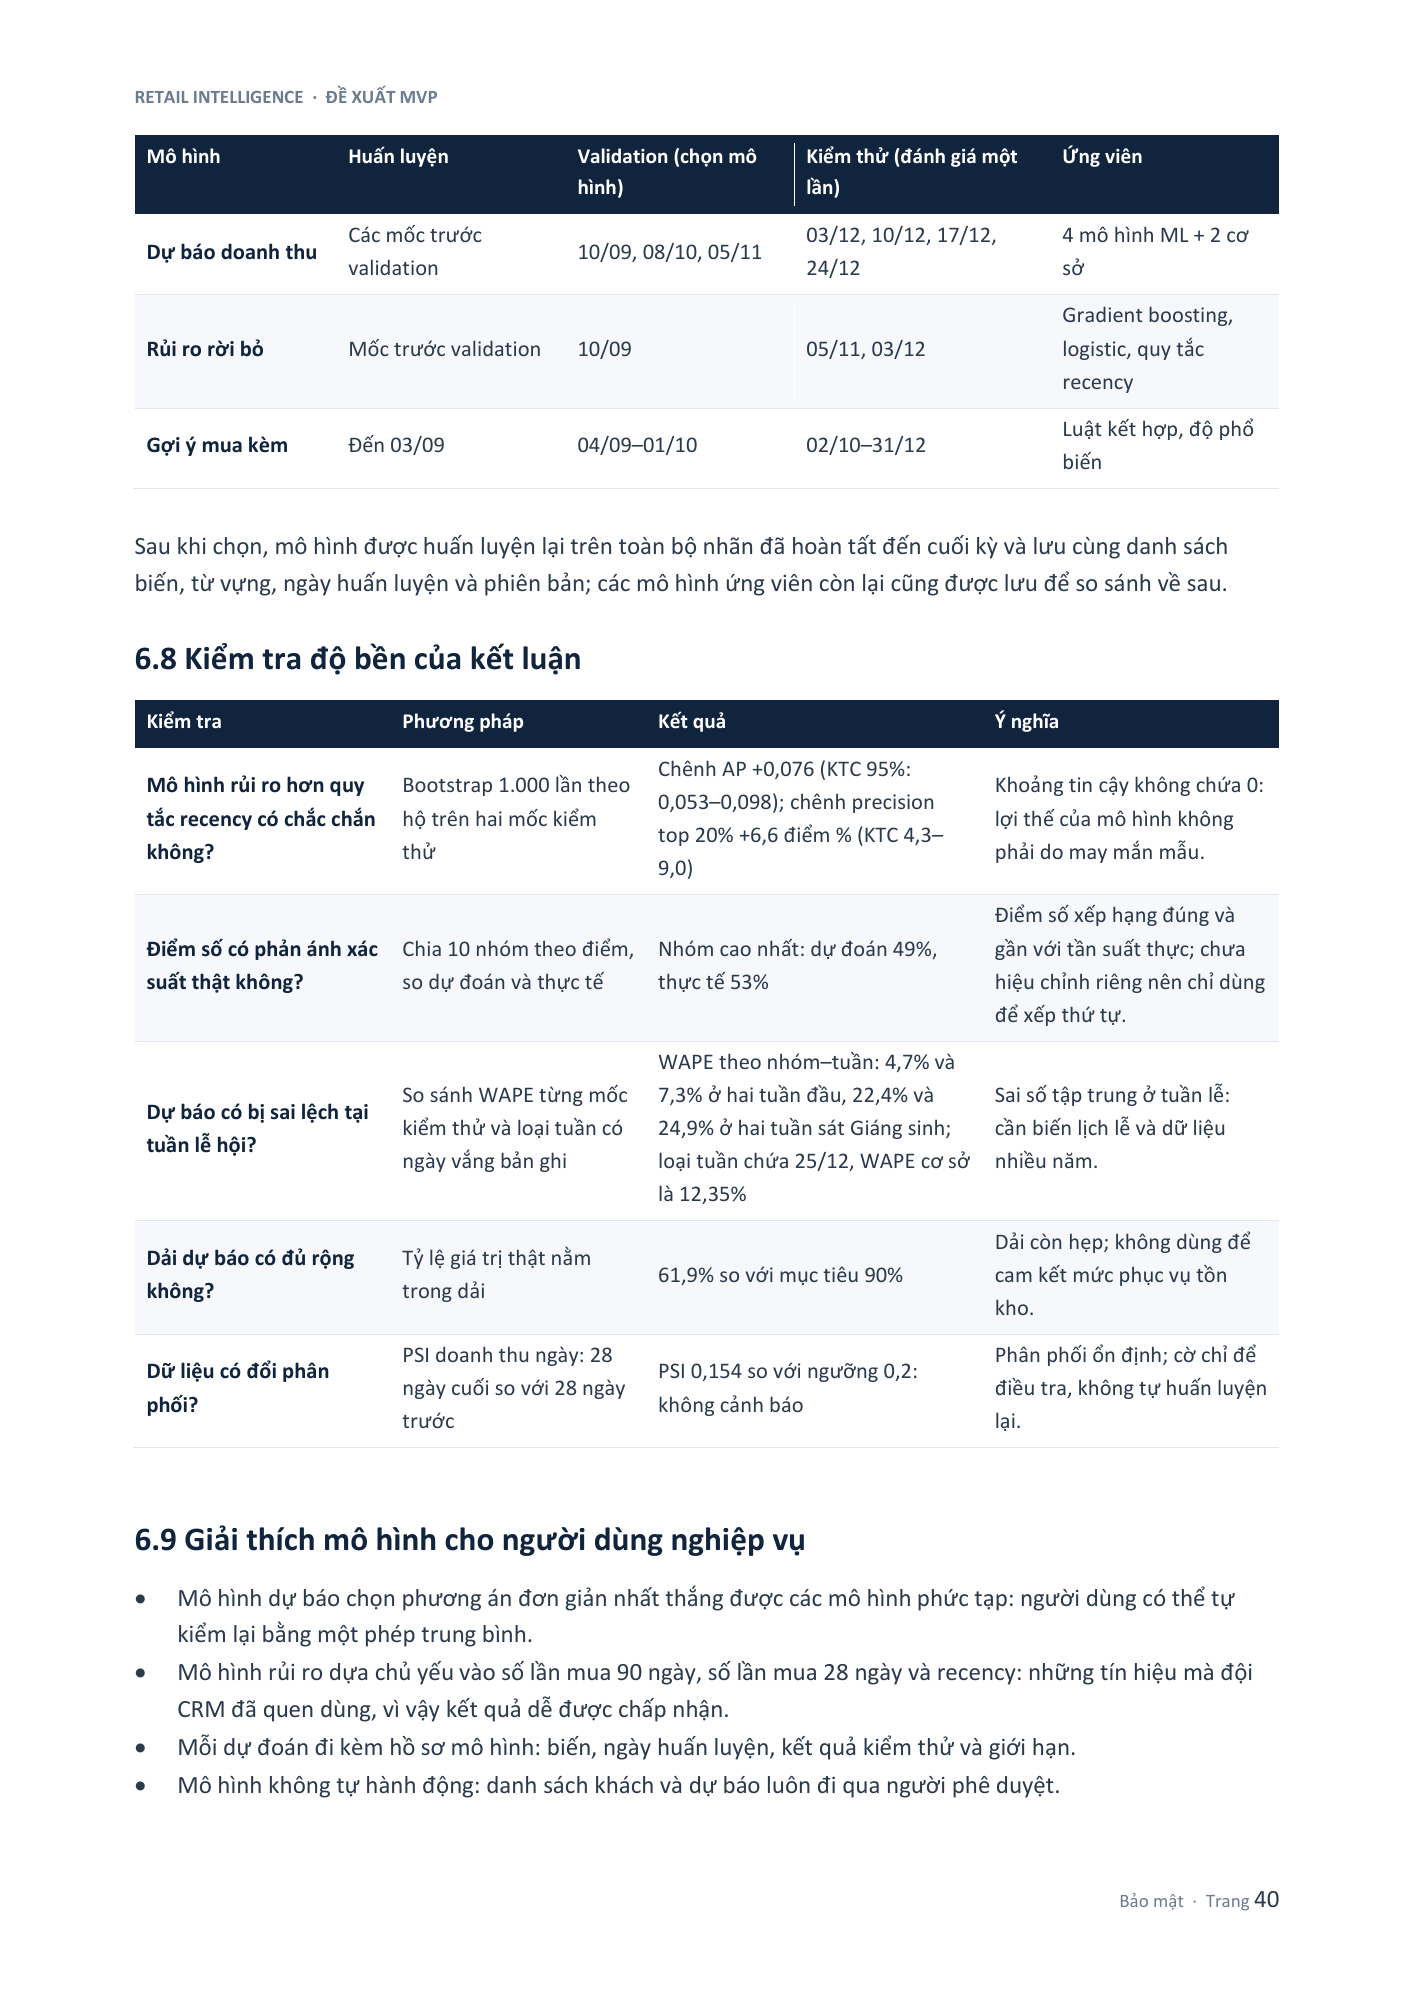 RETAIL INTELLIGENCE · ĐỀ XUẤT MVP
Mô hình
Huấn luyện
Validation (chọn mô
hình)
Kiểm thử (đánh giá một
lần)
Ứng viên
Dự báo doanh thu
Các mốc trước
validation
10/09, 08/10, 05/11
03/12, 10/12, 17/12,
24/12
4 mô hình ML + 2 cơ
sở
Rủi ro rời bỏ
Mốc trước validation
10/09
05/11, 03/12
Gradient boosting,
logistic, quy tắc
recency
Gợi ý mua kèm
Đến 03/09
04/09–01/10
02/10–31/12
Luật kết hợp, độ phổ
biến
Sau khi chọn, mô hình được huấn luyện lại trên toàn bộ nhãn đã hoàn tất đến cuối kỳ và lưu cùng danh sách
biến, từ vựng, ngày huấn luyện và phiên bản; các mô hình ứng viên còn lại cũng được lưu để so sánh về sau.
6.8 Kiểm tra độ bền của kết luận
Kiểm tra
Phương pháp
Kết quả
Ý nghĩa
Mô hình rủi ro hơn quy
tắc recency có chắc chắn
không?
Bootstrap 1.000 lần theo
hộ trên hai mốc kiểm
thử
Chênh AP +0,076 (KTC 95%:
0,053–0,098); chênh precision
top 20% +6,6 điểm % (KTC 4,3–
9,0)
Khoảng tin cậy không chứa 0:
lợi thế của mô hình không
phải do may mắn mẫu.
Điểm số có phản ánh xác
suất thật không?
Chia 10 nhóm theo điểm,
so dự đoán và thực tế
Nhóm cao nhất: dự đoán 49%,
thực tế 53%
Điểm số xếp hạng đúng và
gần với tần suất thực; chưa
hiệu chỉnh riêng nên chỉ dùng
để xếp thứ tự.
Dự báo có bị sai lệch tại
tuần lễ hội?
So sánh WAPE từng mốc
kiểm thử và loại tuần có
ngày vắng bản ghi
WAPE theo nhóm–tuần: 4,7% và
7,3% ở hai tuần đầu, 22,4% và
24,9% ở hai tuần sát Giáng sinh;
loại tuần chứa 25/12, WAPE cơ sở
là 12,35%
Sai số tập trung ở tuần lễ:
cần biến lịch lễ và dữ liệu
nhiều năm.
Dải dự báo có đủ rộng
không?
Tỷ lệ giá trị thật nằm
trong dải
61,9% so với mục tiêu 90%
Dải còn hẹp; không dùng để
cam kết mức phục vụ tồn
kho.
Dữ liệu có đổi phân
phối?
PSI doanh thu ngày: 28
ngày cuối so với 28 ngày
trước
PSI 0,154 so với ngưỡng 0,2:
không cảnh báo
Phân phối ổn định; cờ chỉ để
điều tra, không tự huấn luyện
lại.
6.9 Giải thích mô hình cho người dùng nghiệp vụ
• Mô hình dự báo chọn phương án đơn giản nhất thắng được các mô hình phức tạp: người dùng có thể tự
kiểm lại bằng một phép trung bình.
• Mô hình rủi ro dựa chủ yếu vào số lần mua 90 ngày, số lần mua 28 ngày và recency: những tín hiệu mà đội
CRM đã quen dùng, vì vậy kết quả dễ được chấp nhận.
• Mỗi dự đoán đi kèm hồ sơ mô hình: biến, ngày huấn luyện, kết quả kiểm thử và giới hạn.
• Mô hình không tự hành động: danh sách khách và dự báo luôn đi qua người phê duyệt.
Bảo mật · Trang 40